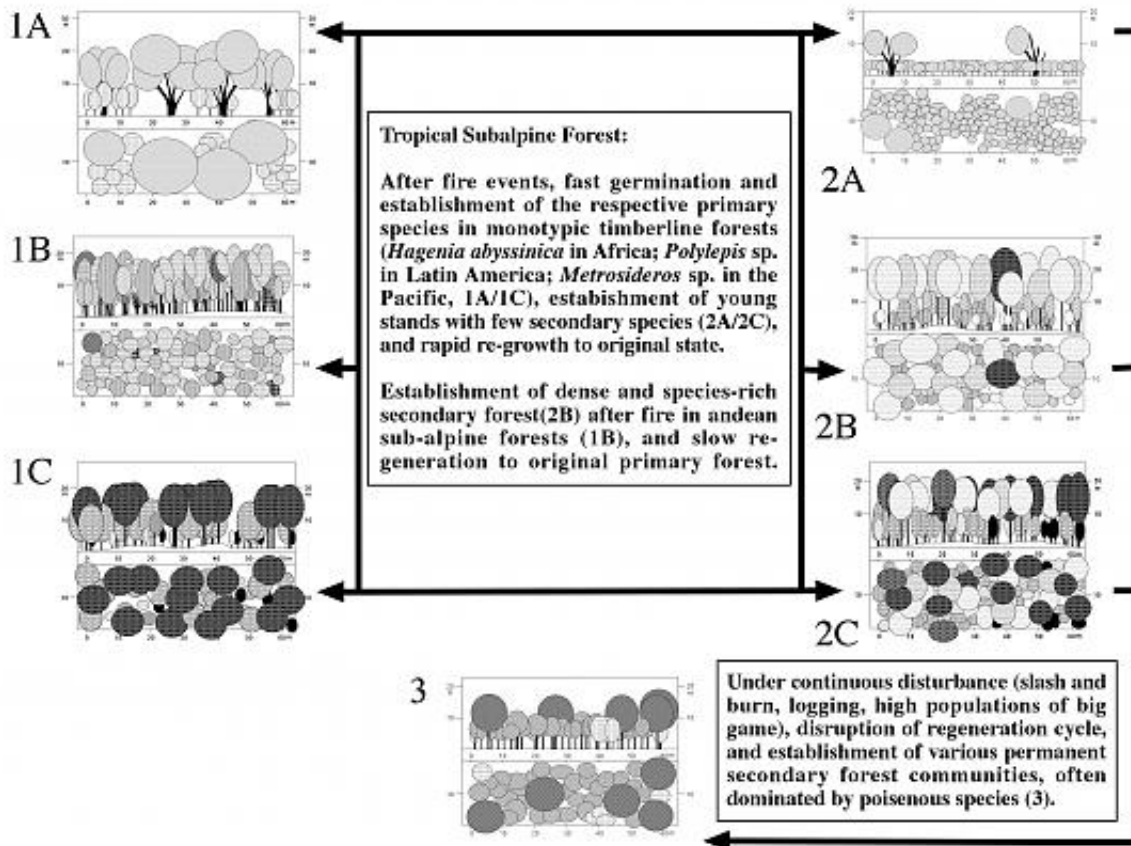 1A
2A
Tropical Subalpine Forest:
After fire events, fast germination and
establishment of the respective primary
species in monotypic timberline forests
(Hagenia abyssinica in Africa; Polylepis sp.
in Latin America; Metrosideros sp. in the
Pacific, 1A/1C), estabishment of young
stands with few secondary species (2A/2C),
and rapid re-growth to original state.
Establishment of dense and species-rich
secondary forest(2B) after fire in andean
sub-alpine forests (1B), and slow re-
generation to original primary forest.
1B
2B
1C
2C
3
Under continuous disturbance (slash and
burn, logging, high populations of big
game), disruption of regeneration cycle,
and establishment of various permanent
secondary forest communities, often
dominated by poisenous species (3).